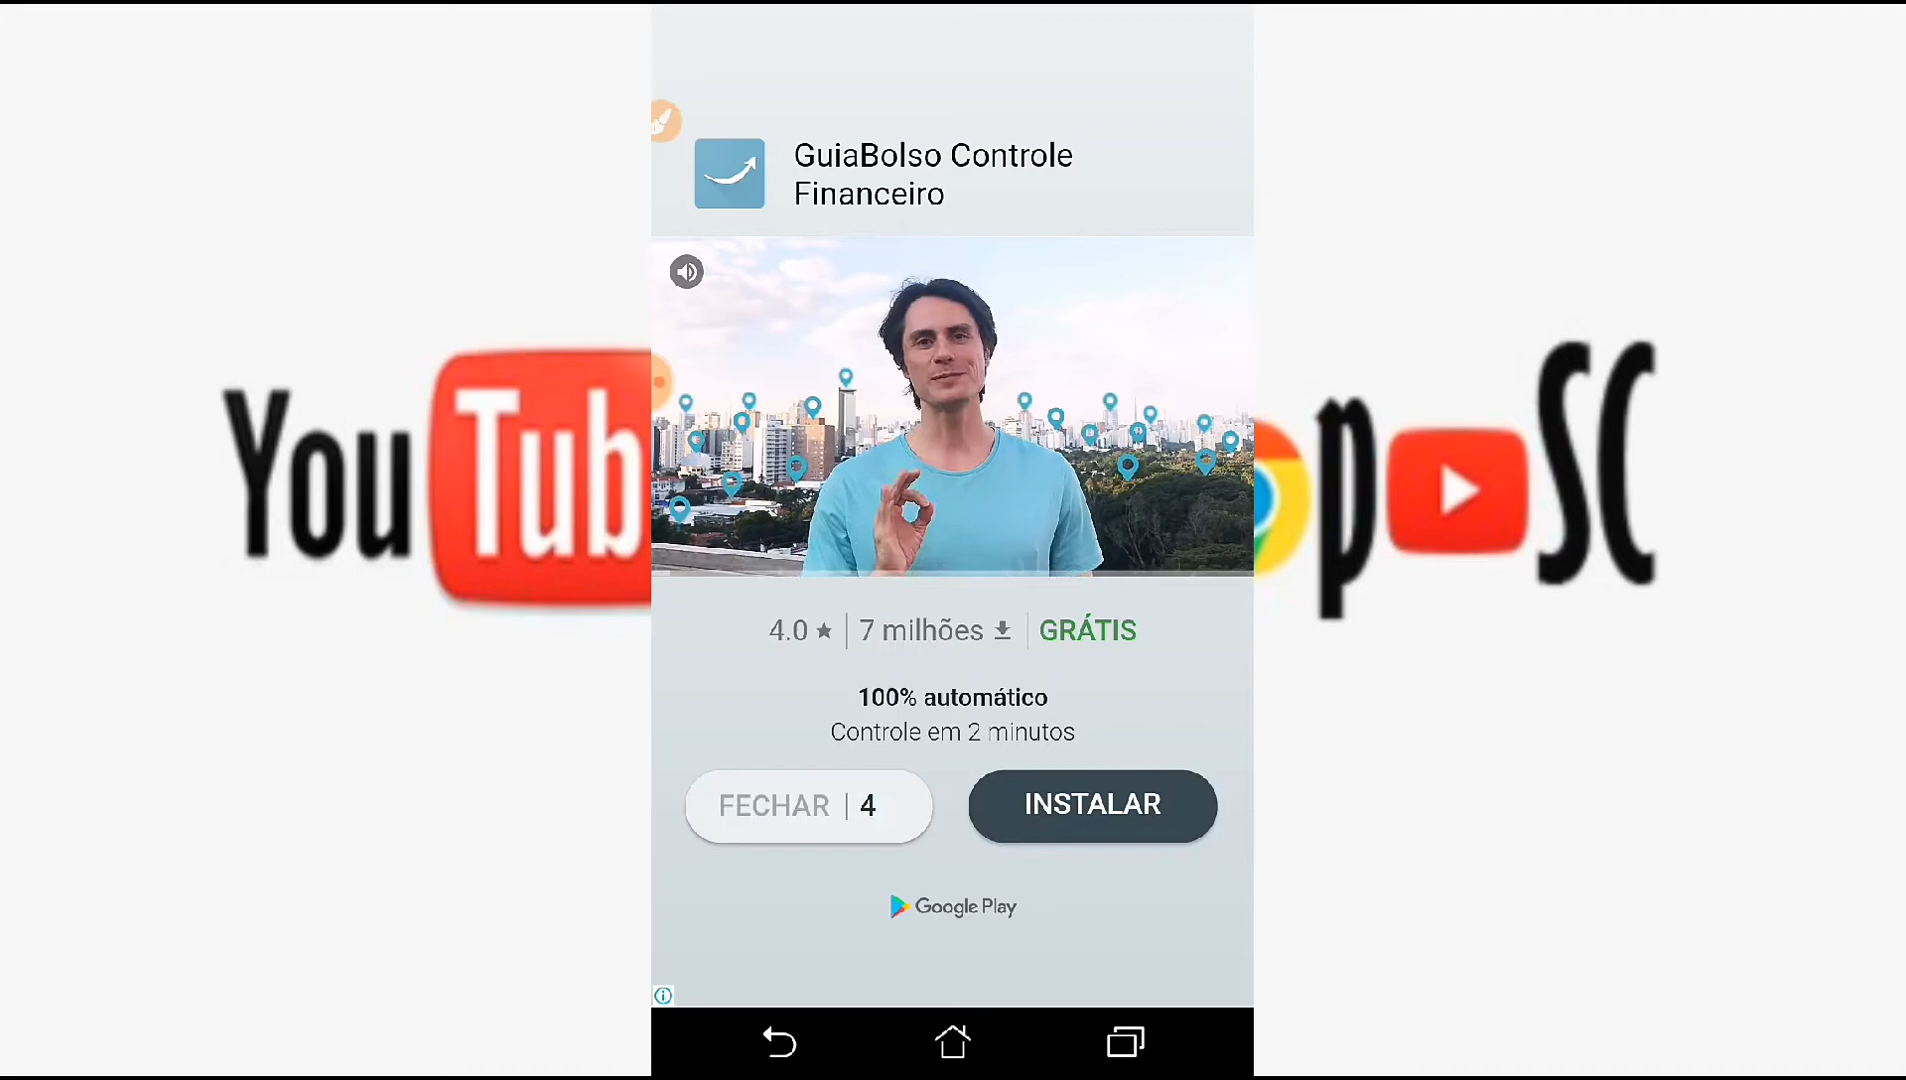 GuiaBolso Controle
Financeiro
YouTub
pSC
4.0 ★ | 7 milhões | GRÁTIS
100% automático
Controle em 2 minutos
FECHAR | 4
INSTALAR
Google Play